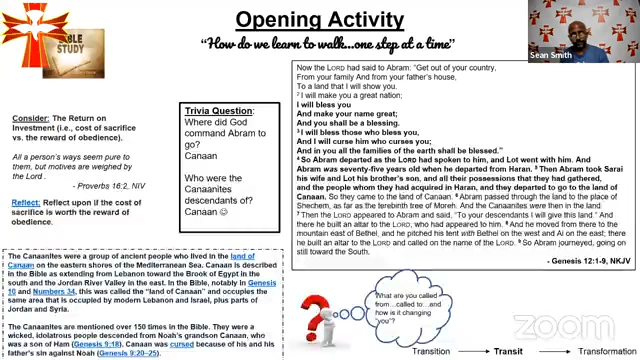 Opening Activity
"How do we learn to walk...one step at a time"
BIBLE
STUDY
Sean Smith
Consider: The Return on
Investment (i.e., cost of sacrifice
vs. the reward of obedience).
All a person's ways seem pure to
them, but motives are weighed by
the Lord .
- Proverbs 16:2, NIV
Reflect: Reflect upon if the cost of
sacrifice is worth the reward of
obedience.
Trivia Question:
Where did God
command Abram to
go?
Canaan
Who were the
Canaanites
descendants of?
Canaan ☺
Now the LORD had said to Abram: "Get out of your country,
From your family And from your father's house,
To a land that I will show you.
2 I will make you a great nation;
I will bless you
And make your name great;
And you shall be a blessing.
3 I will bless those who bless you,
And I will curse him who curses you;
And in you all the families of the earth shall be blessed."
4 So Abram departed as the LORD had spoken to him, and Lot went with him. And
Abram was seventy-five years old when he departed from Haran. 5 Then Abram took Sarai
his wife and Lot his brother's son, and all their possessions that they had gathered,
and the people whom they had acquired in Haran, and they departed to go to the land of
Canaan. So they came to the land of Canaan. 6 Abram passed through the land to the place of
Shechem, as far as the terebinth tree of Moreh. And the Canaanites were then in the land.
7 Then the LORD appeared to Abram and said, "To your descendants I will give this land." And
there he built an altar to the LORD, who had appeared to him. 8 And he moved from there to the
mountain east of Bethel, and he pitched his tent with Bethel on the west and Ai on the east; there
he built an altar to the LORD and called on the name of the LORD. 9 So Abram journeyed, going on
still toward the South.
- Genesis 12:1-9, NKJV
The Canaanites were a group of ancient people who lived in the land of
Canaan on the eastern shores of the Mediterranean Sea. Canaan is described
in the Bible as extending from Lebanon toward the Brook of Egypt in
the south and the Jordan River Valley in the east. In the Bible, notably in Genesis
10 and Numbers 34, this was called the "land of Canaan" and occupies the
same area that is occupied by modern Lebanon and Israel, plus parts of
Jordan and Syria.
The Canaanites are mentioned over 150 times in the Bible. They were a
wicked, idolatrous people descended from Noah's grandson Canaan, who
was a son of Ham (Genesis 9:18). Canaan was cursed because of his and his
father's sin against Noah (Genesis 9:20–25).
What are you called
from...called to...and
how is it changing
"you"?
zoom
Transition
Transit
Transformation